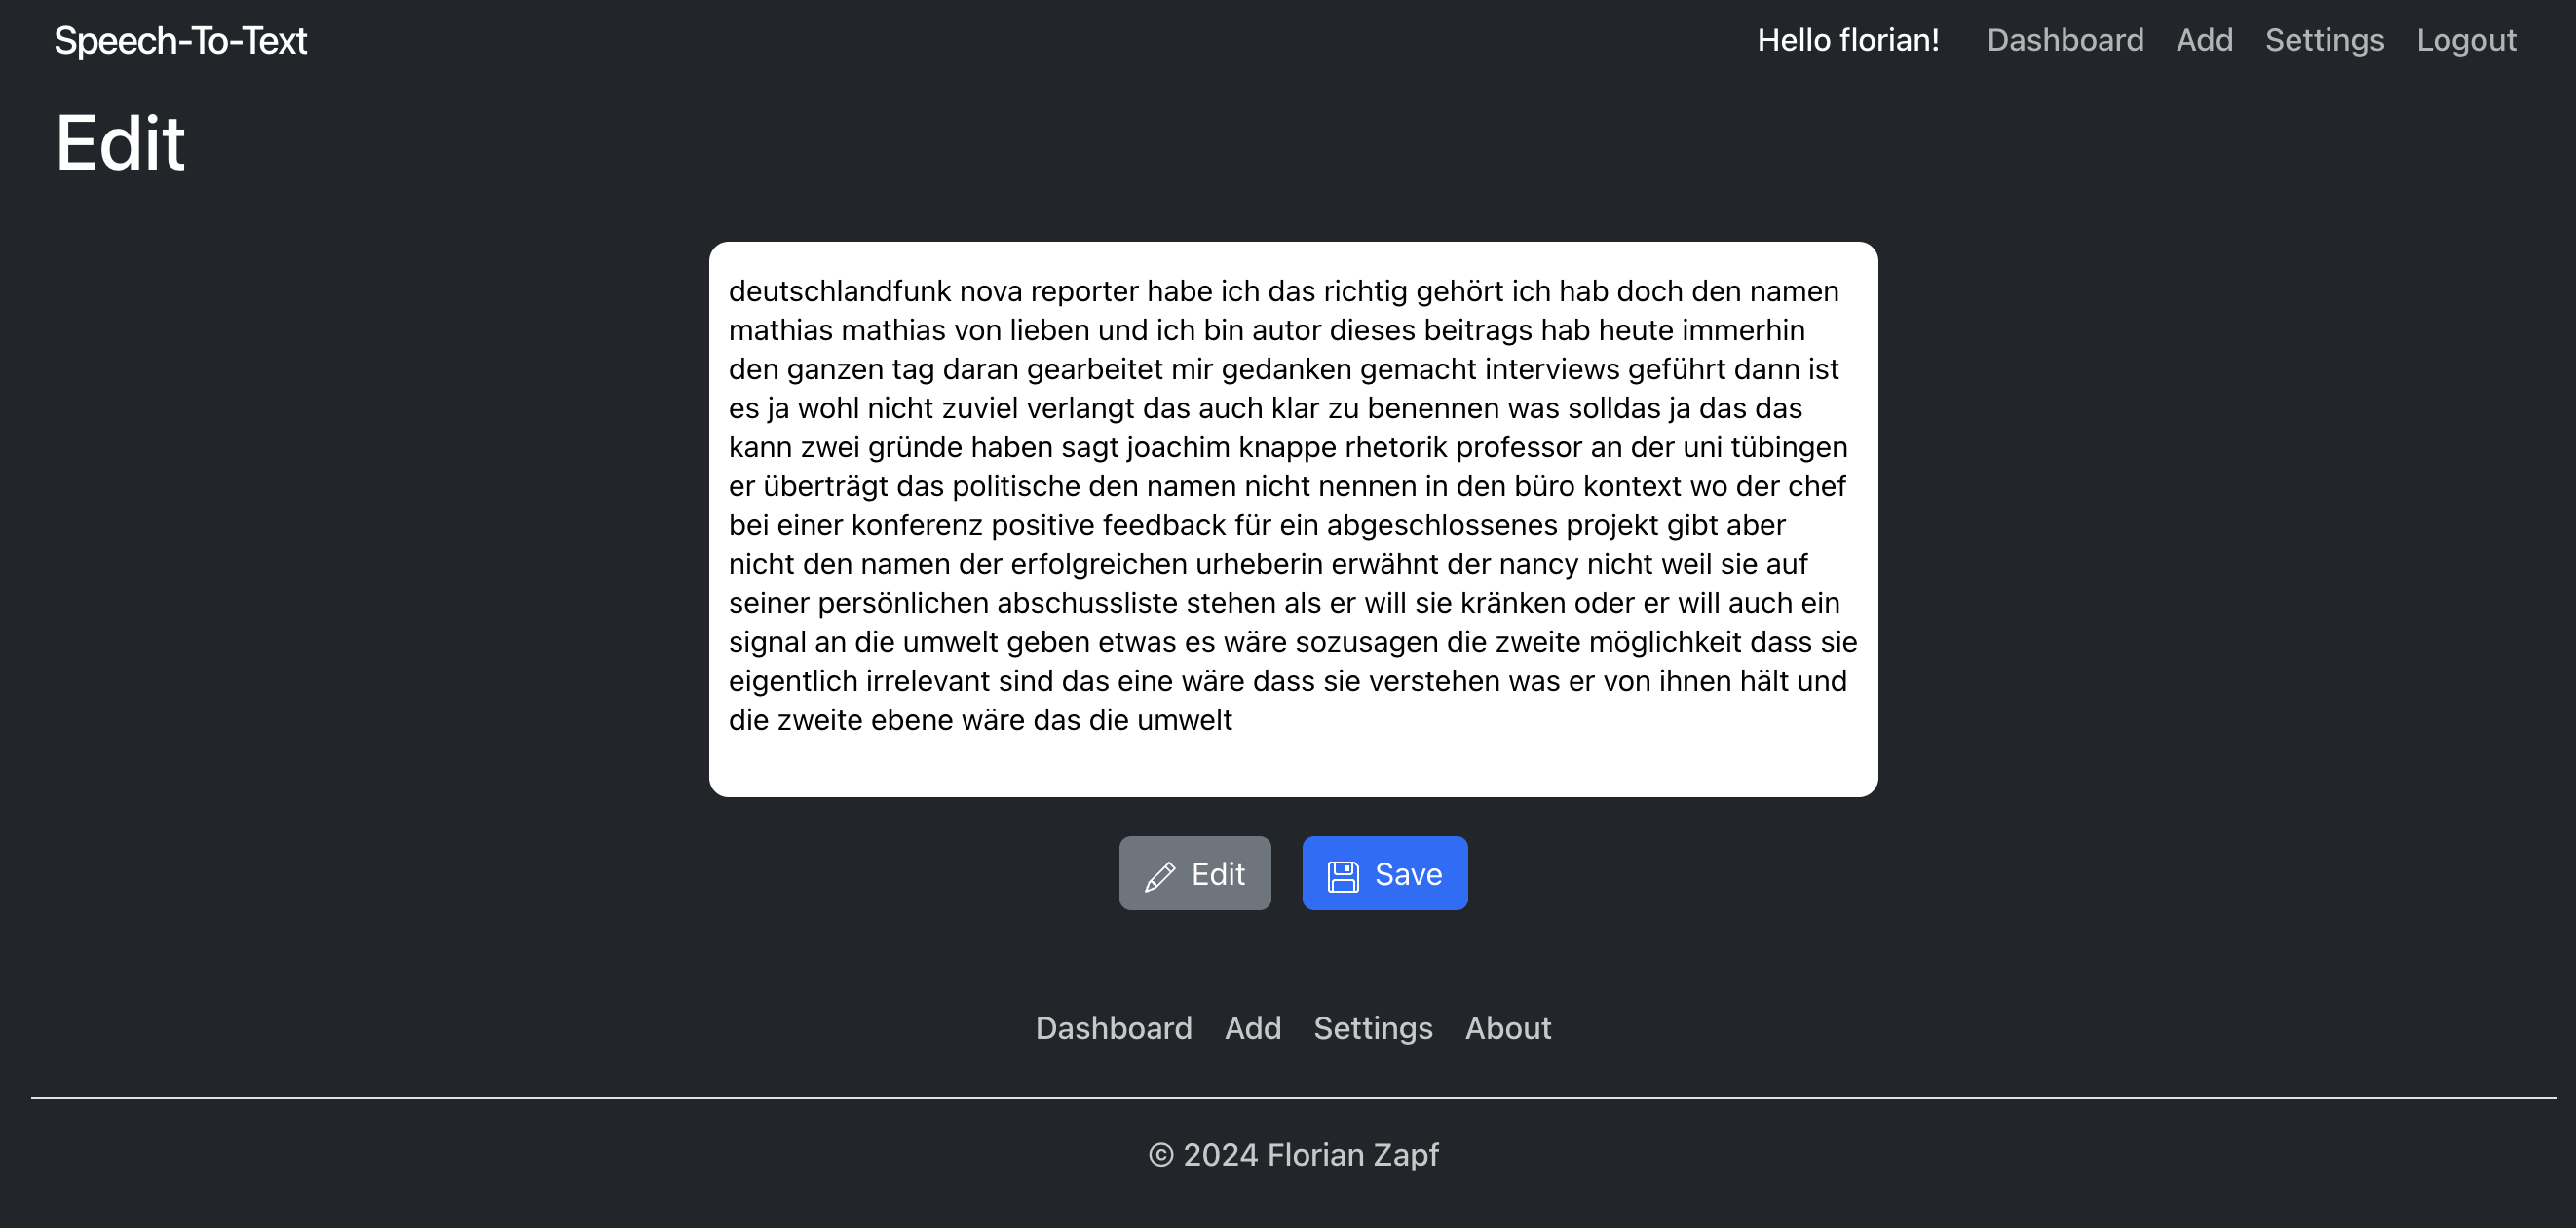 Speech-To-Text
Hello florian! Dashboard Add Settings Logout
Edit
deutschlandfunk nova reporter habe ich das richtig gehört ich hab doch den namen
mathias mathias von lieben und ich bin autor dieses beitrags hab heute immerhin
den ganzen tag daran gearbeitet mir gedanken gemacht interviews geführt dann ist
es ja wohl nicht zuviel verlangt das auch klar zu benennen was solldas ja das das
kann zwei gründe haben sagt joachim knappe rhetorik professor an der uni tübingen
er überträgt das politische den namen nicht nennen in den büro kontext wo der chef
bei einer konferenz positive feedback für ein abgeschlossenes projekt gibt aber
nicht den namen der erfolgreichen urheberin erwähnt der nancy nicht weil sie auf
seiner persönlichen abschussliste stehen als er will sie kränken oder er will auch ein
signal an die umwelt geben etwas es wäre sozusagen die zweite möglichkeit dass sie
eigentlich irrelevant sind das eine wäre dass sie verstehen was er von ihnen hält und
die zweite ebene wäre das die umwelt
Edit Save
Dashboard Add Settings About
© 2024 Florian Zapf